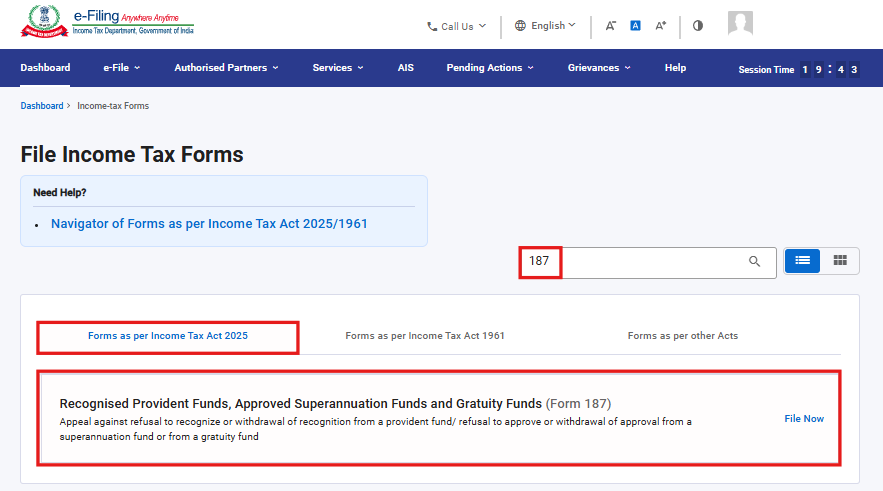 e-Filing Anywhere Anytime
Income Tax Department, Government of India
Call Us
English
A-
A
A+
Dashboard
e-File
Authorised Partners
Services
AIS
Pending Actions
Grievances
Help
Session Time 1 9 : 4 3
Dashboard > Income-tax Forms
File Income Tax Forms
Need Help?
• Navigator of Forms as per Income Tax Act 2025/1961
187
Forms as per Income Tax Act 2025
Forms as per Income Tax Act 1961
Forms as per other Acts
Recognised Provident Funds, Approved Superannuation Funds and Gratuity Funds (Form 187)
Appeal against refusal to recognize or withdrawal of recognition from a provident fund/ refusal to approve or withdrawal of approval from a
superannuation fund or from a gratuity fund
File Now